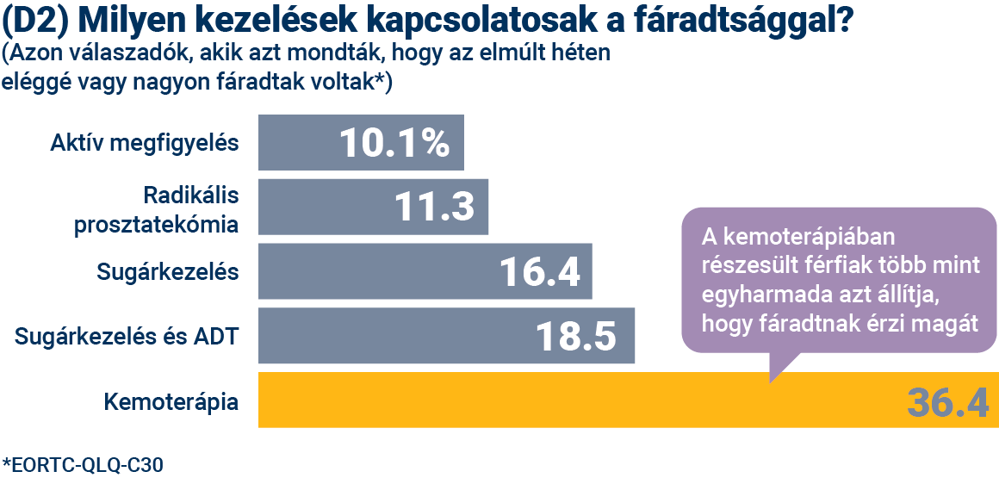 (D2) Milyen kezelések kapcsolatosak a fáradtsággal?
(Azon válaszadók, akik azt mondták, hogy az elmúlt héten
eléggé vagy nagyon fáradtak voltak*)
Aktív megfigyelés
10.1%
Radikális
prosztatekómia
11.3
Sugárkezelés
16.4
Sugárkezelés és ADT
18.5
A kemoterápiában
részesült férfiak több mint
egyharmada azt állítja,
hogy fáradtnak érzi magát
Kemoterápia
36.4
*EORTC-QLQ-C30